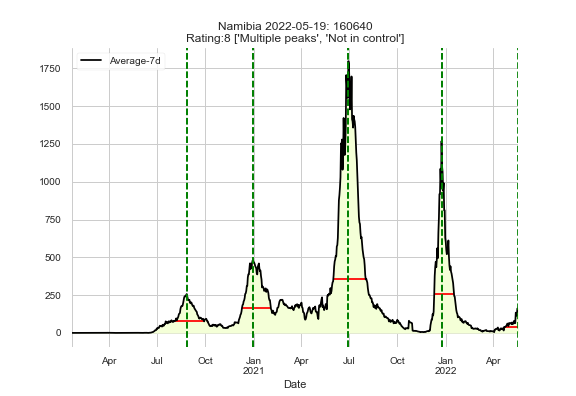 Namibia 2022-05-19: 160640
Rating:8 ['Multiple peaks', 'Not in control']
Average-7d
1750
1500
1250
1000
750
500
250
0
Apr Jul Oct Jan Apr Jul Oct Jan Apr
2021 2022
Date